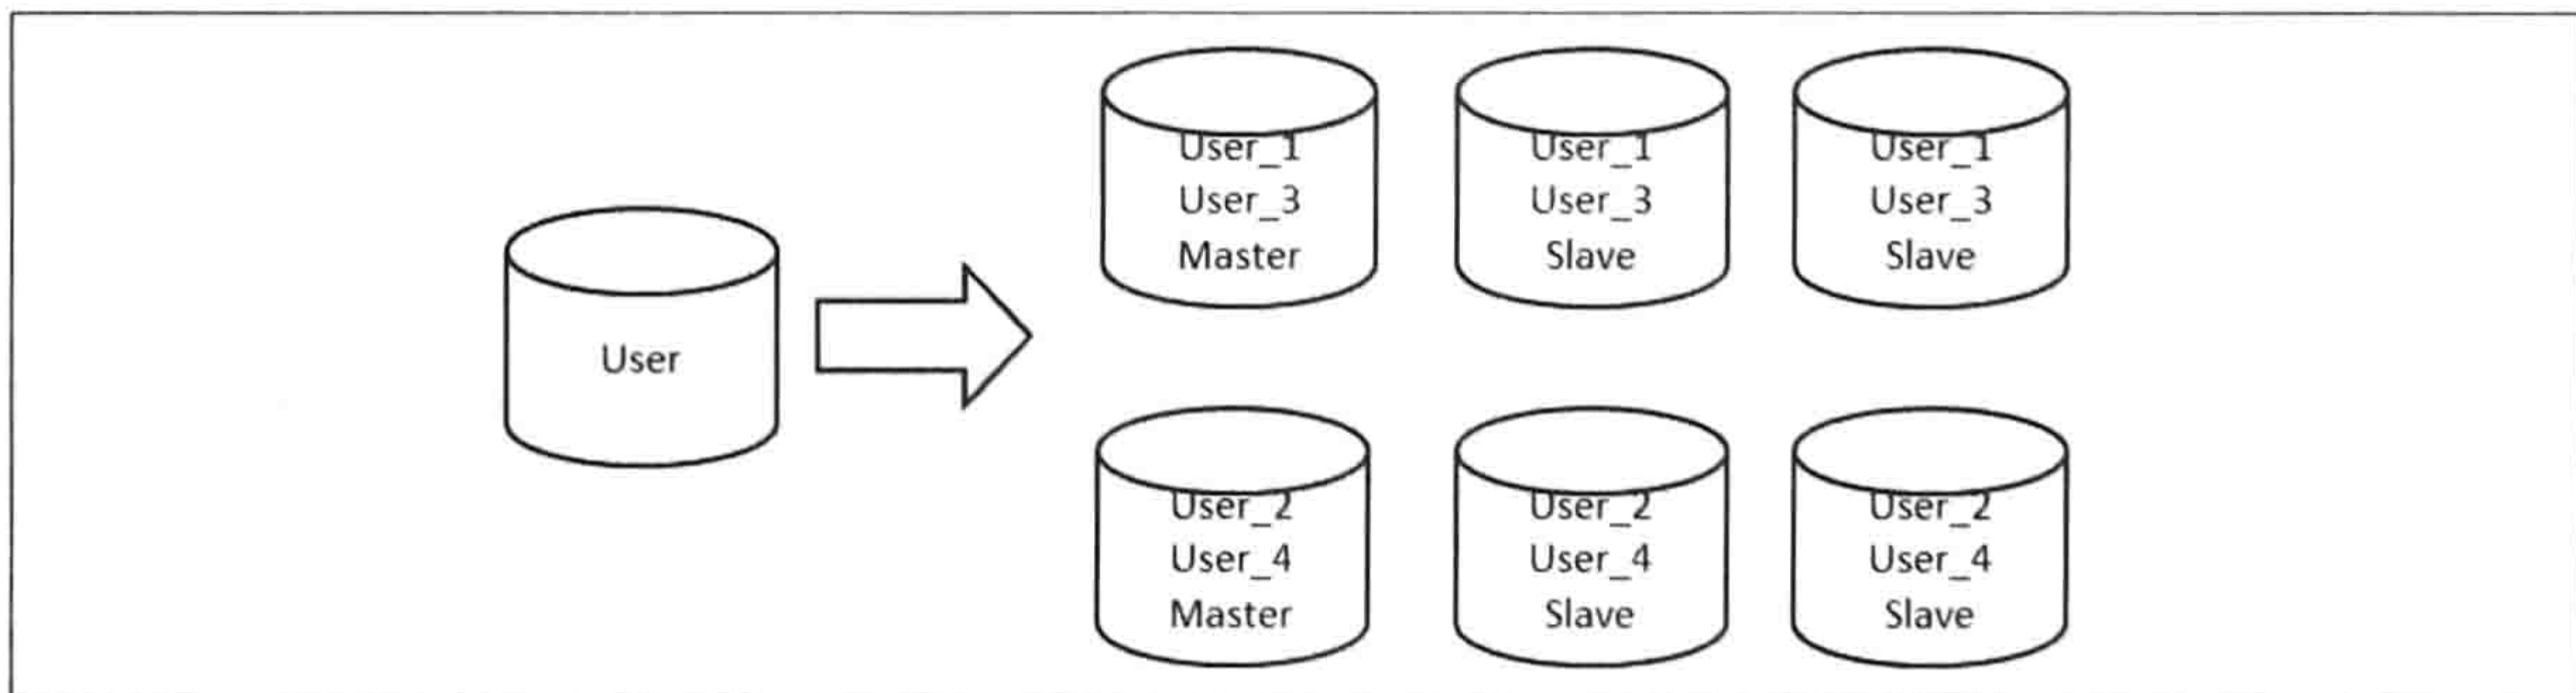 User
User_1
User_3
Master
User_1
User_3
Slave
User_1
User_3
Slave
User_2
User_4
Master
User_2
User_4
Slave
User_2
User_4
Slave